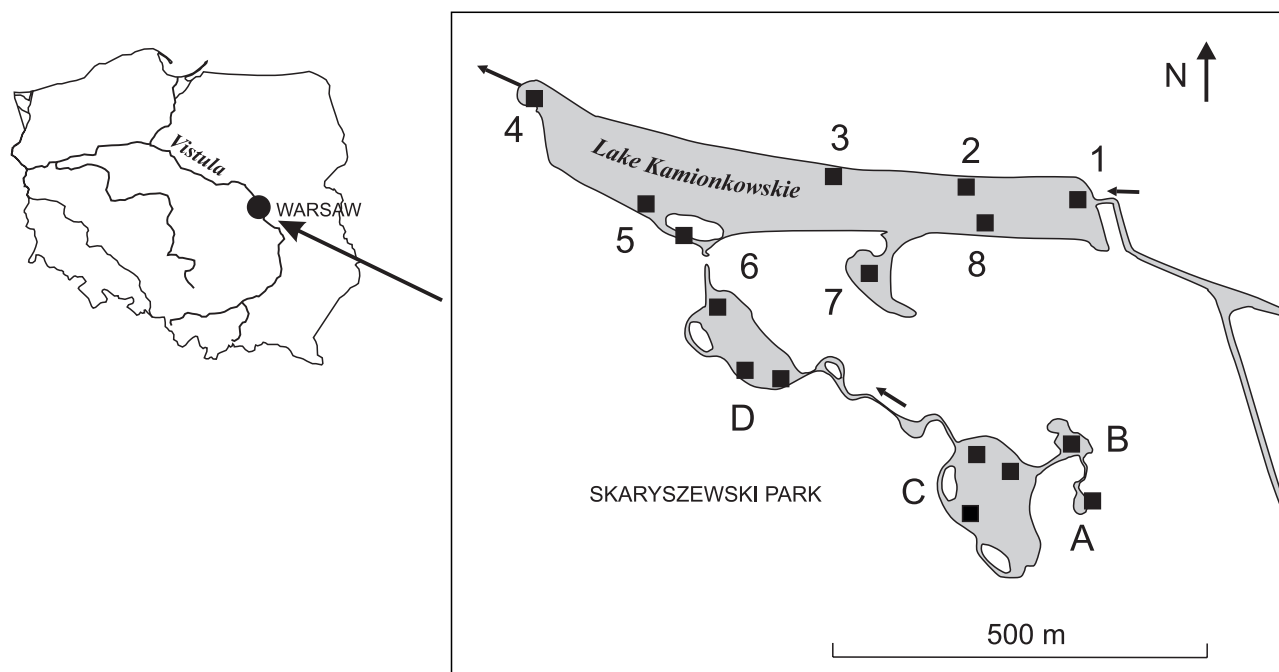 Vistula
WARSAW
N
4
3
2
1
Lake Kamionkowskie
5
6
7
8
D
B
C
A
SKARYSZEWSKI PARK
500 m